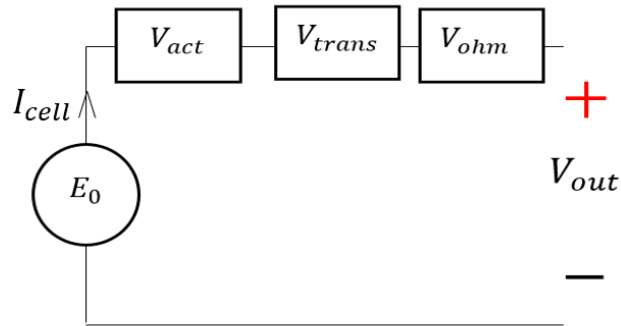 V_act V_trans V_ohm
I_cell
+
E_0
V_out
−